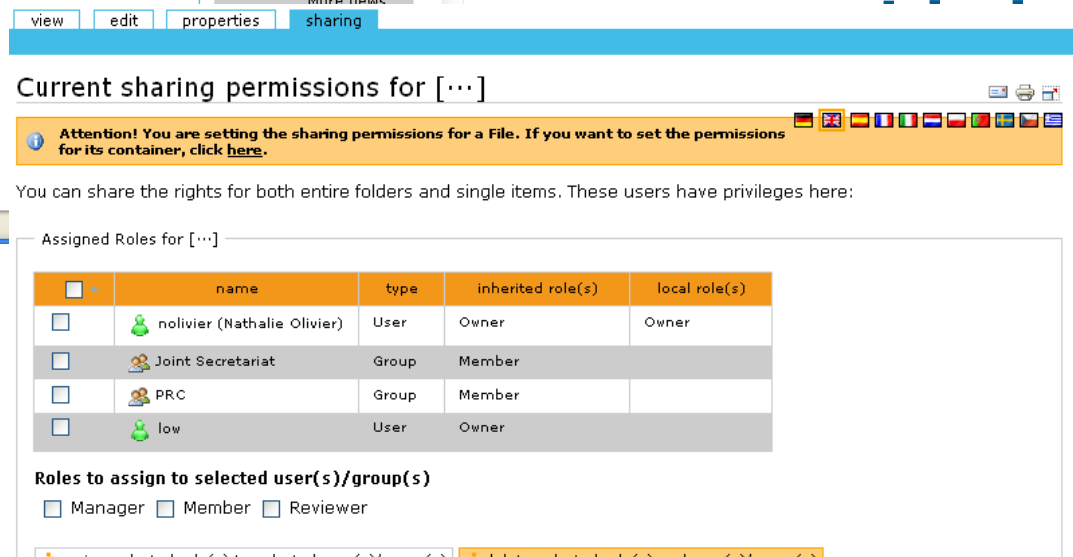 More news
view edit properties sharing
Current sharing permissions for [···]
Attention! You are setting the sharing permissions for a File. If you want to set the permissions
for its container, click here.
You can share the rights for both entire folders and single items. These users have privileges here:
Assigned Roles for [···]
name type inherited role(s) local role(s)
nolivier (Nathalie Olivier) User Owner Owner
Joint Secretariat Group Member
PRC Group Member
low User Owner
Roles to assign to selected user(s)/group(s)
Manager Member Reviewer